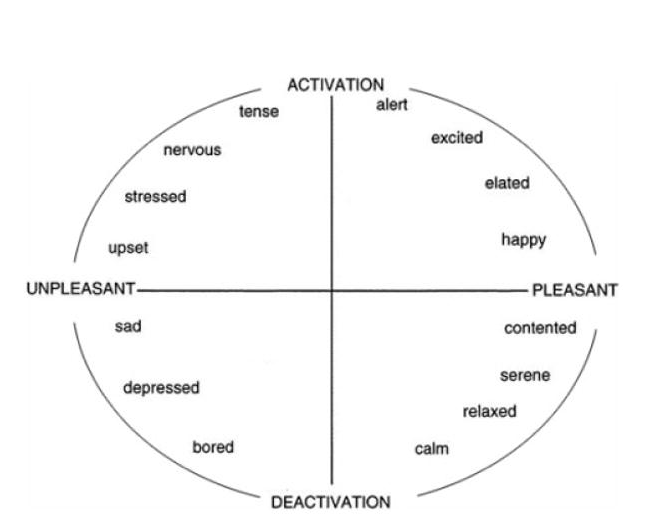 ACTIVATION
tense
alert
nervous
excited
stressed
elated
upset
happy
UNPLEASANT
PLEASANT
sad
contented
depressed
serene
relaxed
bored
calm
DEACTIVATION